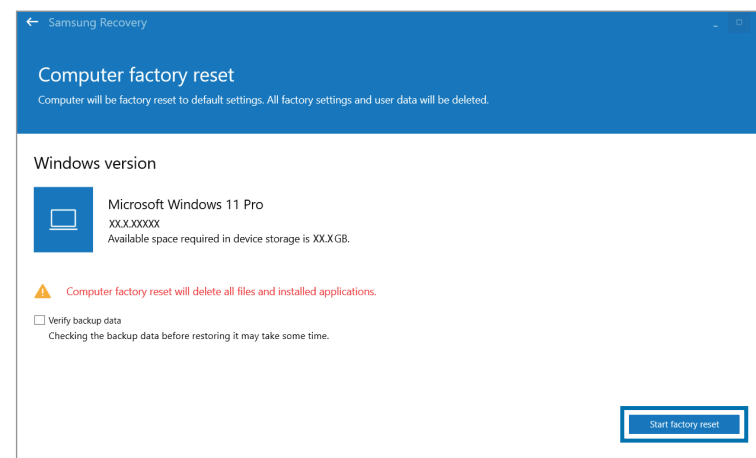 Samsung Recovery
Computer factory reset
Computer will be factory reset to default settings. All factory settings and user data will be deleted.
Windows version
Microsoft Windows 11 Pro
XX.X.XXXXX
Available space required in device storage is XX.X GB.
Computer factory reset will delete all files and installed applications.
Verify backup data
Checking the backup data before restoring it may take some time.
Start factory reset